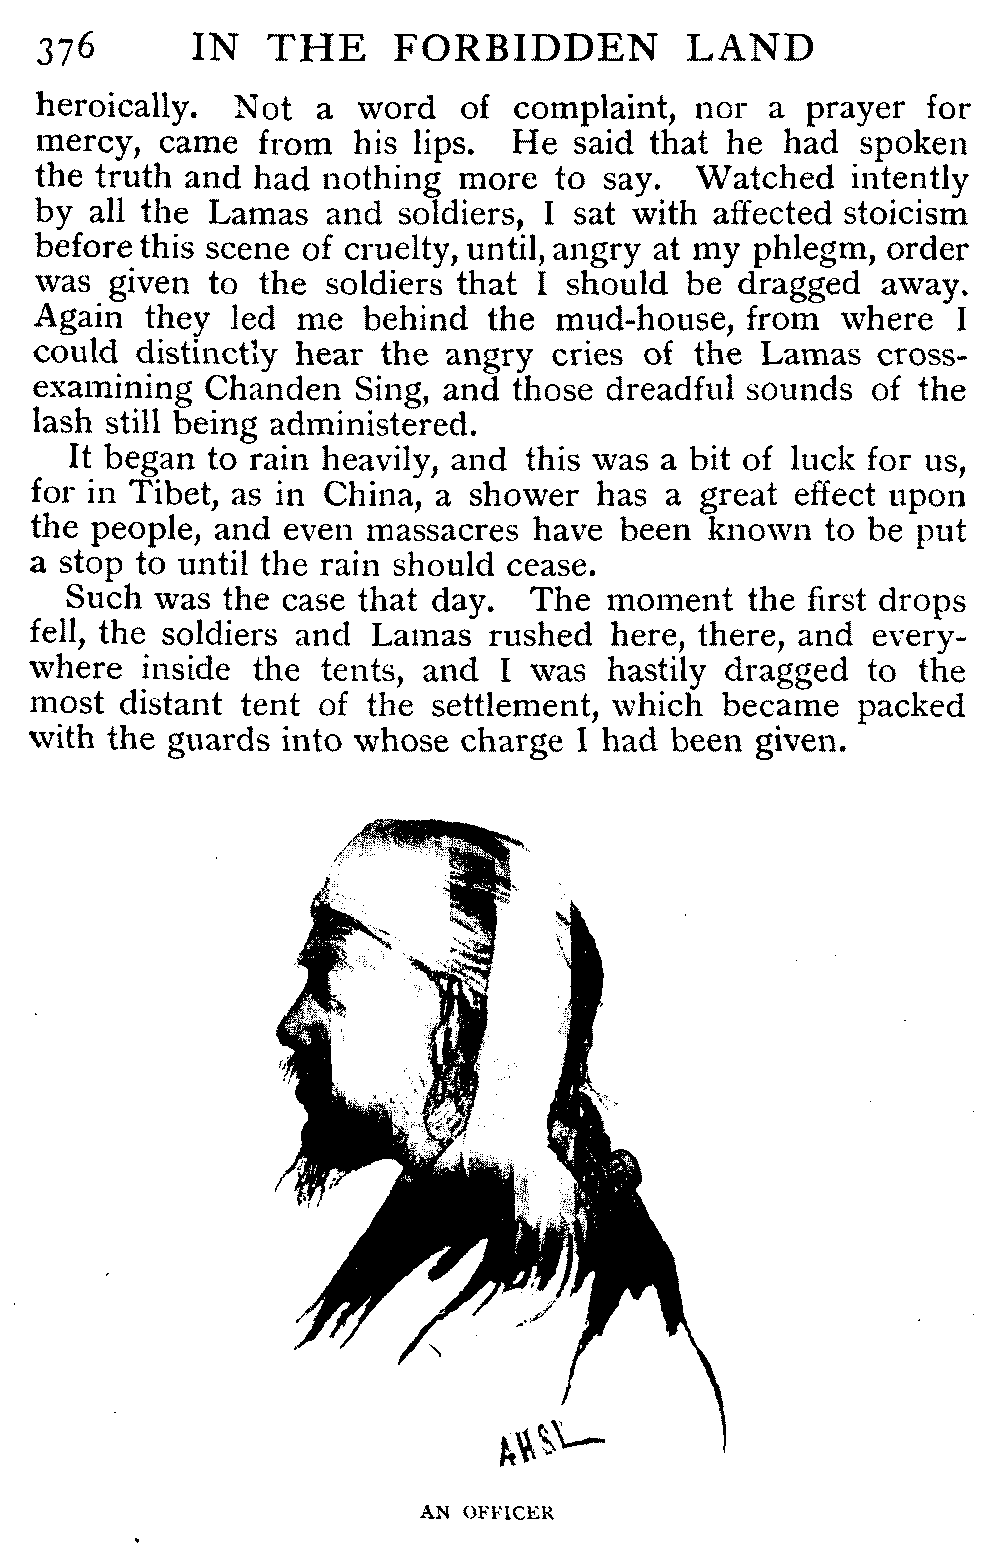 376 IN THE FORBIDDEN LAND
heroically. Not a word of complaint, nor a prayer for
mercy, came from his lips. He said that he had spoken
the truth and had nothing more to say. Watched intently
by all the Lamas and soldiers, I sat with affected stoicism
before this scene of cruelty, until, angry at my phlegm, order
was given to the soldiers that I should be dragged away.
Again they led me behind the mud-house, from where I
could distinctly hear the angry cries of the Lamas cross-
examining Chanden Sing, and those dreadful sounds of the
lash still being administered.
It began to rain heavily, and this was a bit of luck for us,
for in Tibet, as in China, a shower has a great effect upon
the people, and even massacres have been known to be put
a stop to until the rain should cease.
Such was the case that day. The moment the first drops
fell, the soldiers and Lamas rushed here, there, and every-
where inside the tents, and I was hastily dragged to the
most distant tent of the settlement, which became packed
with the guards into whose charge I had been given.
AHSL
AN OFFICER